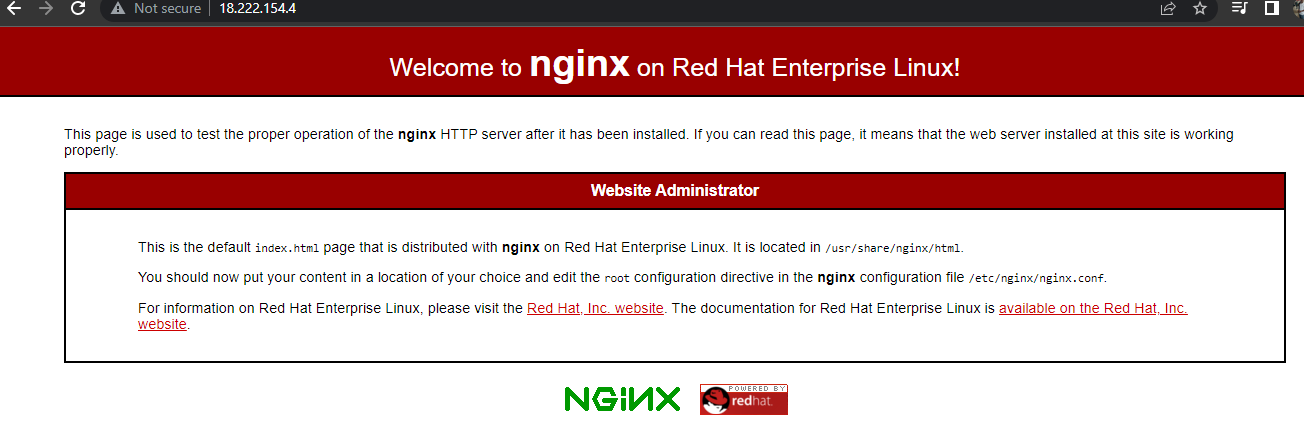 Not secure 18.222.154.4
Welcome to nginx on Red Hat Enterprise Linux!
This page is used to test the proper operation of the nginx HTTP server after it has been installed. If you can read this page, it means that the web server installed at this site is working
properly.
Website Administrator
This is the default index.html page that is distributed with nginx on Red Hat Enterprise Linux. It is located in /usr/share/nginx/html.
You should now put your content in a location of your choice and edit the root configuration directive in the nginx configuration file /etc/nginx/nginx.conf.
For information on Red Hat Enterprise Linux, please visit the Red Hat, Inc. website. The documentation for Red Hat Enterprise Linux is available on the Red Hat, Inc.
website.
NGiNX
POWERED BY
redhat.